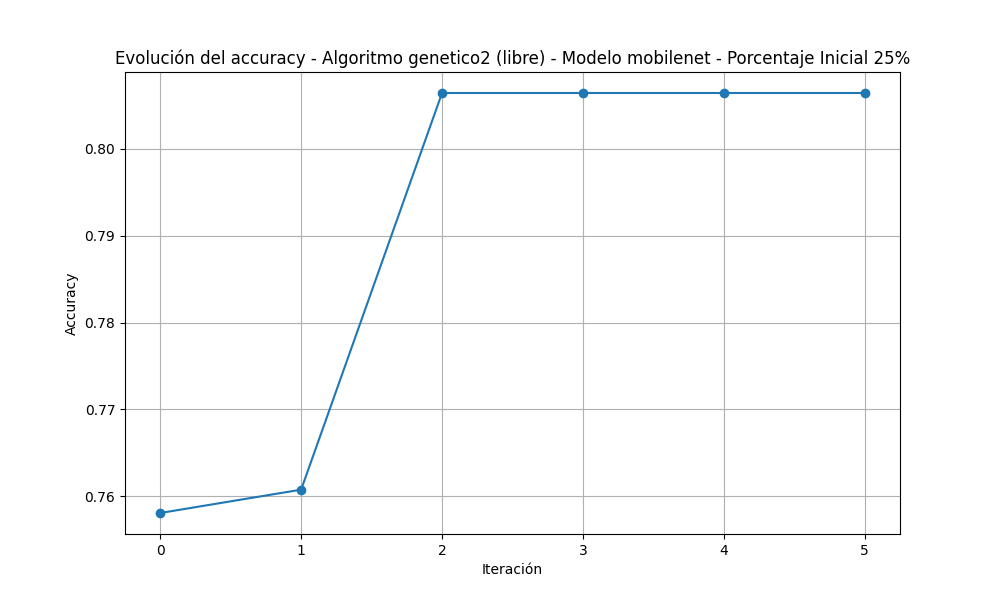 Evolución del accuracy - Algoritmo genetico2 (libre) - Modelo mobilenet - Porcentaje Inicial 25%
0.80
0.79
0.78
0.77
0.76
Accuracy
0 1 2 3 4 5
Iteración